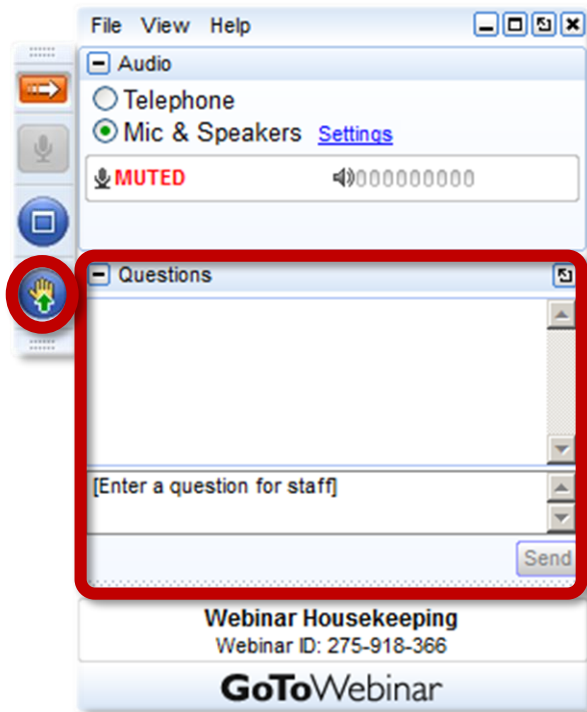 File View Help
Audio
Telephone
Mic & Speakers Settings
MUTED 000000000
Questions
[Enter a question for staff]
Send
Webinar Housekeeping
Webinar ID: 275-918-366
GoToWebinar